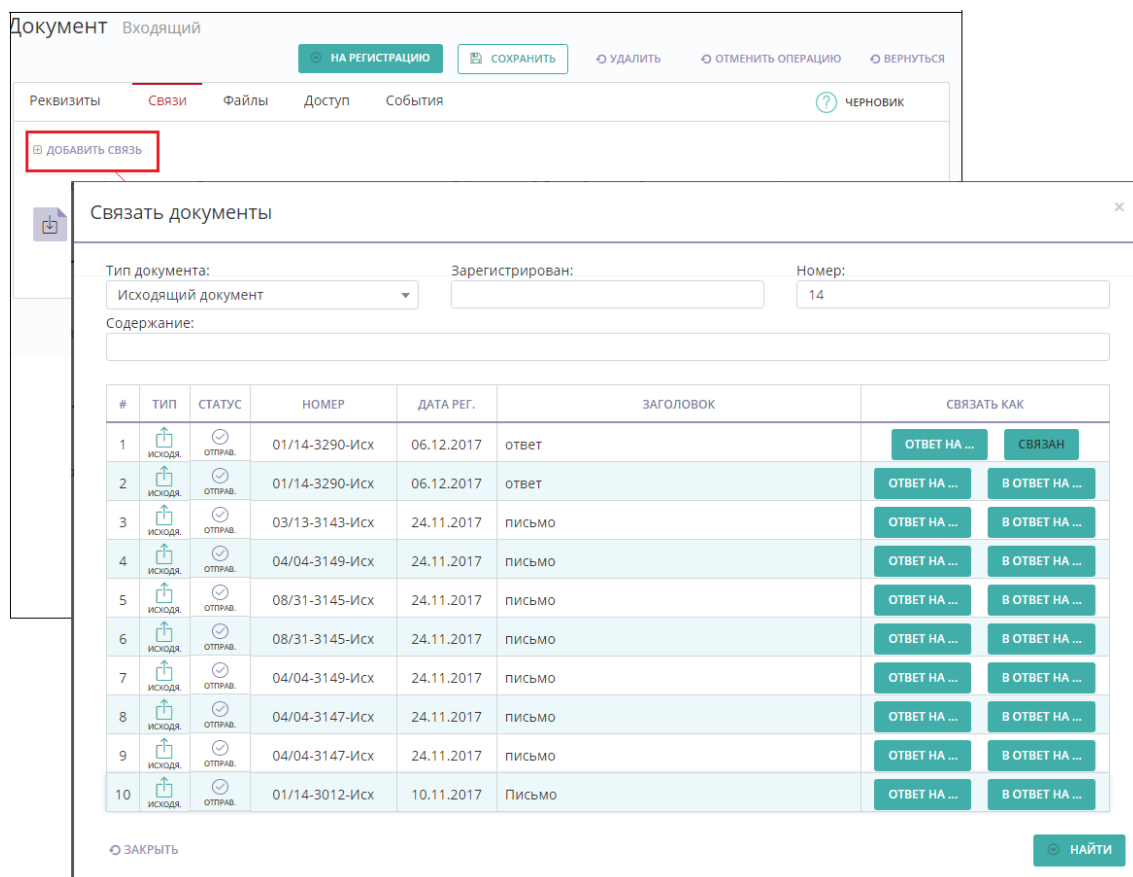 Документ Входящий
НА РЕГИСТРАЦИЮ СОХРАНИТЬ УДАЛИТЬ ОТМЕНИТЬ ОПЕРАЦИЮ ВЕРНУТЬСЯ
Реквизиты Связи Файлы Доступ События ? ЧЕРНОВИК
ДОБАВИТЬ СВЯЗЬ
Связать документы ×
Тип документа: Зарегистрирован: Номер:
Исходящий документ 14
Содержание:
# ТИП СТАТУС НОМЕР ДАТА РЕГ. ЗАГОЛОВОК СВЯЗАТЬ КАК
1 ИСХОДЯ. ОТПРАВ. 01/14-3290-Исх 06.12.2017 ответ ОТВЕТ НА ... СВЯЗАН
2 ИСХОДЯ. ОТПРАВ. 01/14-3290-Исх 06.12.2017 ответ ОТВЕТ НА ... В ОТВЕТ НА ...
3 ИСХОДЯ. ОТПРАВ. 03/13-3143-Исх 24.11.2017 письмо ОТВЕТ НА ... В ОТВЕТ НА ...
4 ИСХОДЯ. ОТПРАВ. 04/04-3149-Исх 24.11.2017 письмо ОТВЕТ НА ... В ОТВЕТ НА ...
5 ИСХОДЯ. ОТПРАВ. 08/31-3145-Исх 24.11.2017 письмо ОТВЕТ НА ... В ОТВЕТ НА ...
6 ИСХОДЯ. ОТПРАВ. 08/31-3145-Исх 24.11.2017 письмо ОТВЕТ НА ... В ОТВЕТ НА ...
7 ИСХОДЯ. ОТПРАВ. 04/04-3149-Исх 24.11.2017 письмо ОТВЕТ НА ... В ОТВЕТ НА ...
8 ИСХОДЯ. ОТПРАВ. 04/04-3147-Исх 24.11.2017 письмо ОТВЕТ НА ... В ОТВЕТ НА ...
9 ИСХОДЯ. ОТПРАВ. 04/04-3147-Исх 24.11.2017 письмо ОТВЕТ НА ... В ОТВЕТ НА ...
10 ИСХОДЯ. ОТПРАВ. 01/14-3012-Исх 10.11.2017 Письмо ОТВЕТ НА ... В ОТВЕТ НА ...
ЗАКРЫТЬ НАЙТИ